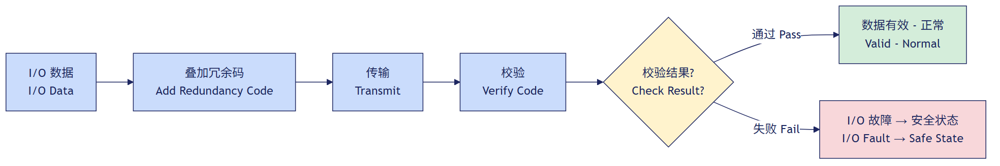 I/O 数据
I/O Data
叠加冗余码
Add Redundancy Code
传输
Transmit
校验
Verify Code
校验结果?
Check Result?
通过 Pass
数据有效 - 正常
Valid - Normal
失败 Fail
I/O 故障 → 安全状态
I/O Fault → Safe State